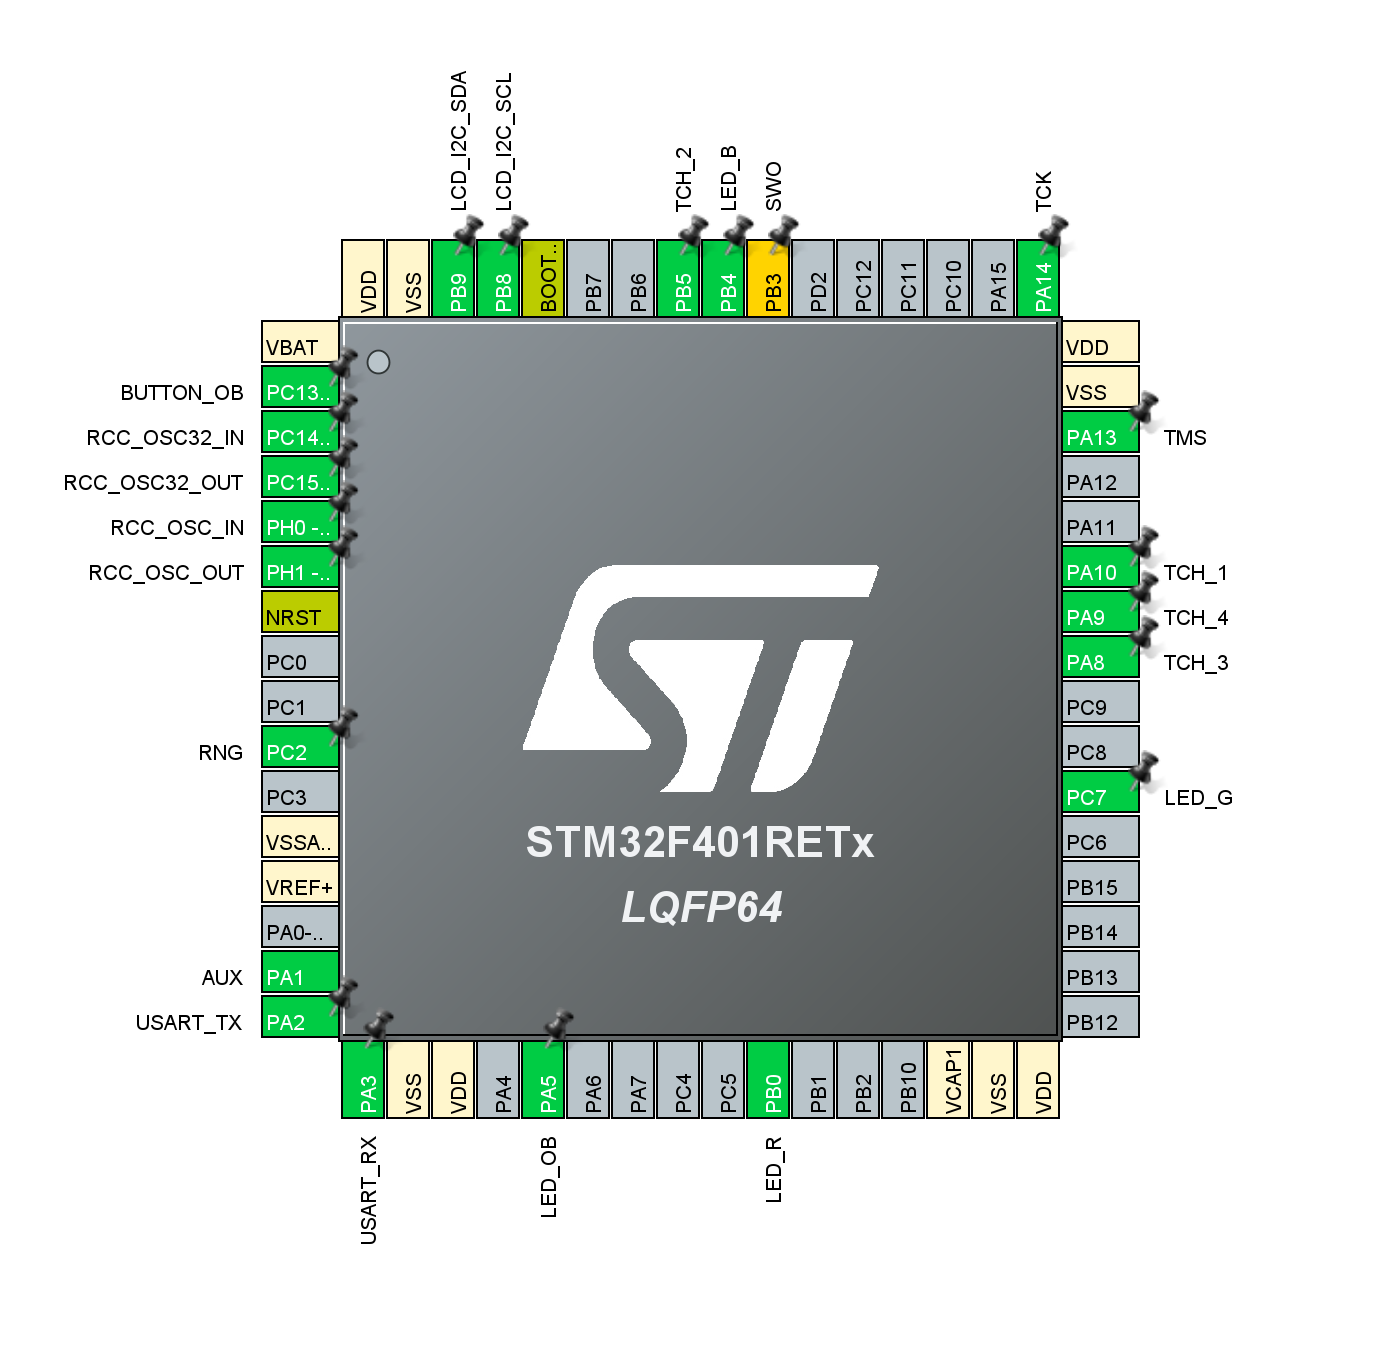 LCD_I2C_SDA
LCD_I2C_SCL
TCH_2
LED_B
SWO
TCK
VDD
VSS
PB9
PB8
BOOT..
PB7
PB6
PB5
PB4
PB3
PD2
PC12
PC11
PC10
PA15
PA14
VBAT
BUTTON_OB
PC13..
RCC_OSC32_IN
PC14..
RCC_OSC32_OUT
PC15..
RCC_OSC_IN
PH0 -..
RCC_OSC_OUT
PH1 -..
NRST
PC0
PC1
RNG
PC2
PC3
VSSA..
VREF+
PA0-..
AUX
PA1
USART_TX
PA2
VDD
VSS
PA13
TMS
PA12
PA11
PA10
TCH_1
PA9
TCH_4
PA8
TCH_3
PC9
PC8
PC7
LED_G
PC6
PB15
PB14
PB13
PB12
ST
STM32F401RETx
LQFP64
PA3
VSS
VDD
PA4
PA5
PA6
PA7
PC4
PC5
PB0
PB1
PB2
PB10
VCAP1
VSS
VDD
USART_RX
LED_OB
LED_R